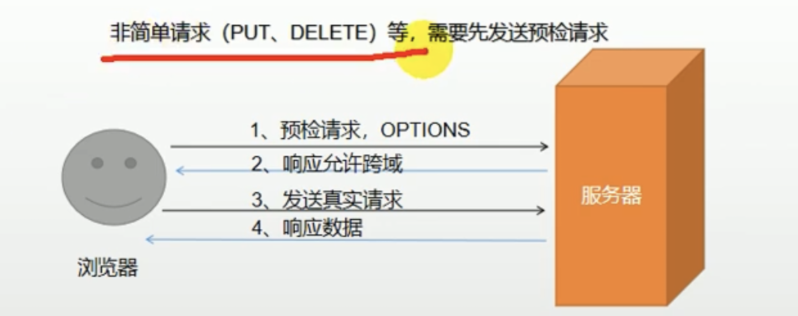 非简单请求（PUT、DELETE）等，需要先发送预检请求
1、预检请求，OPTIONS
2、响应允许跨域
3、发送真实请求
4、响应数据
服务器
浏览器